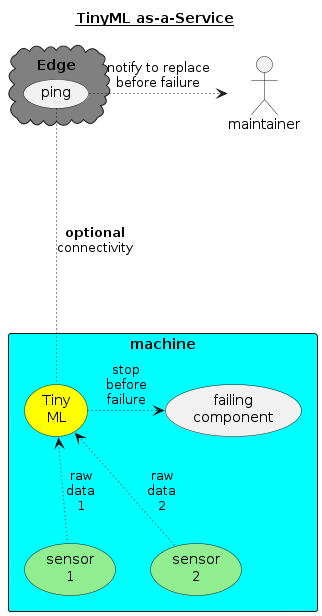 TinyML as-a-Service
Edge
ping
notify to replace
before failure
maintainer
optional
connectivity
machine
Tiny
ML
stop
before
failure
failing
component
raw
data
1
raw
data
2
sensor
1
sensor
2